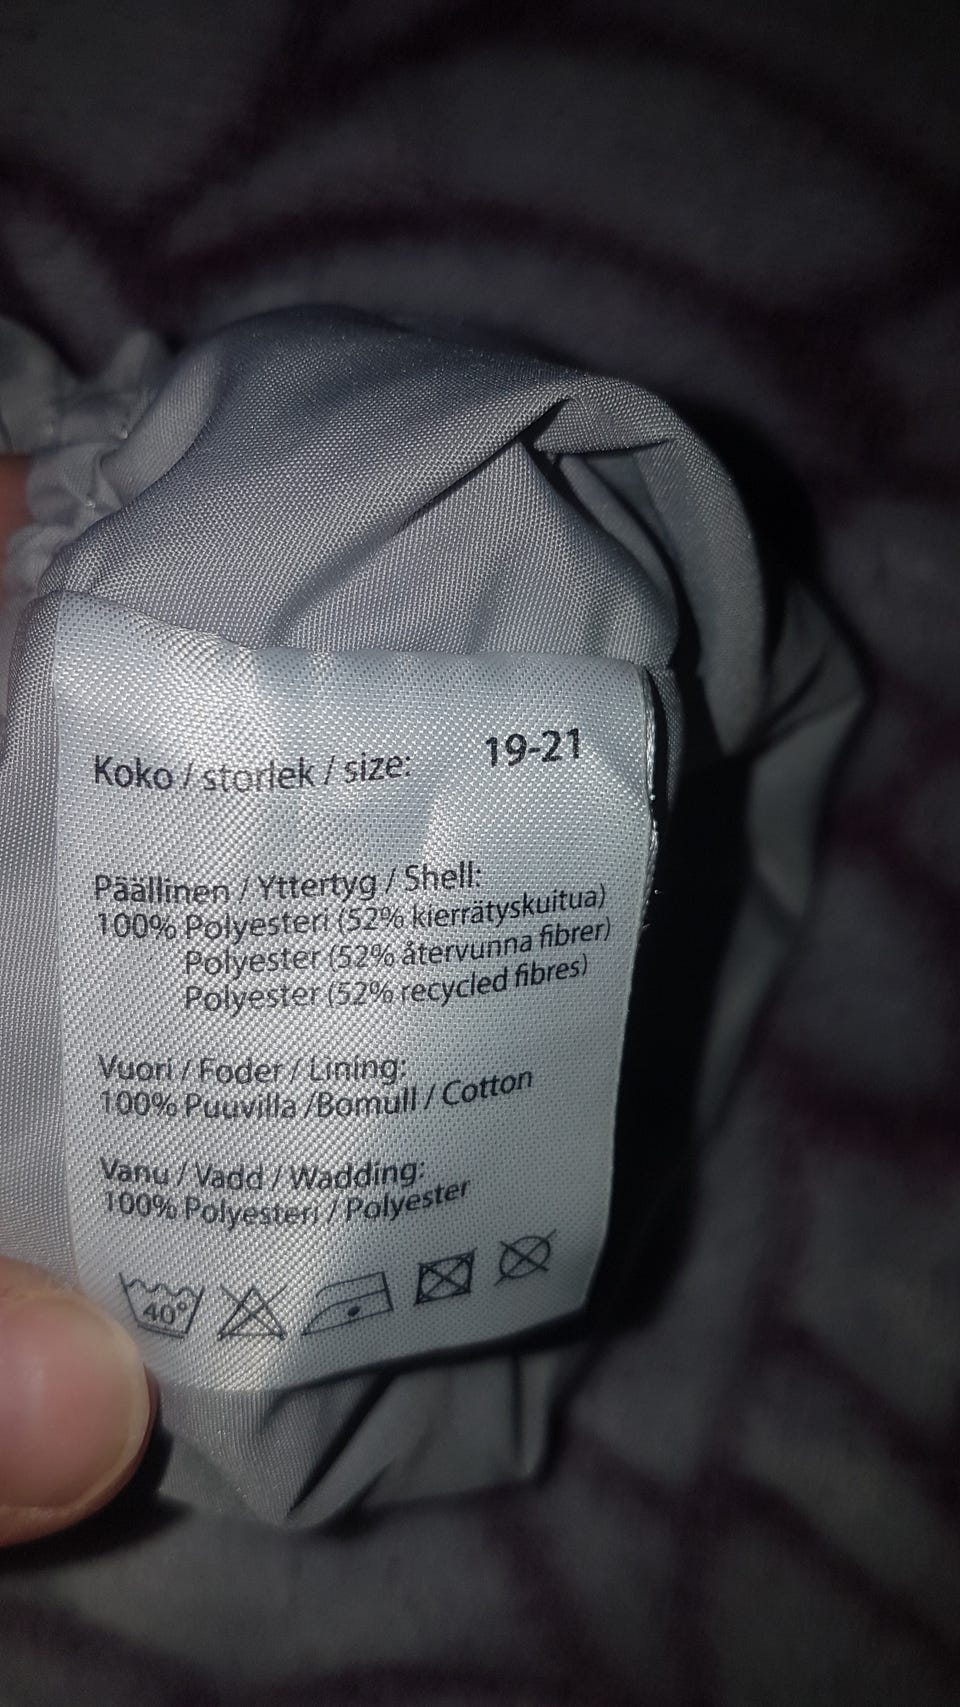 Koko / storlek / size: 19-21
Päällinen / Yttertyg / Shell:
100% Polyesteri (52% kierrätyskuitua)
Polyester (52% återvunna fibrer)
Polyester (52% recycled fibres)
Vuori / Foder / Lining:
100% Puuvilla /Bomull / Cotton
Vanu / Vadd / Wadding:
100% Polyesteri / Polyester
40°